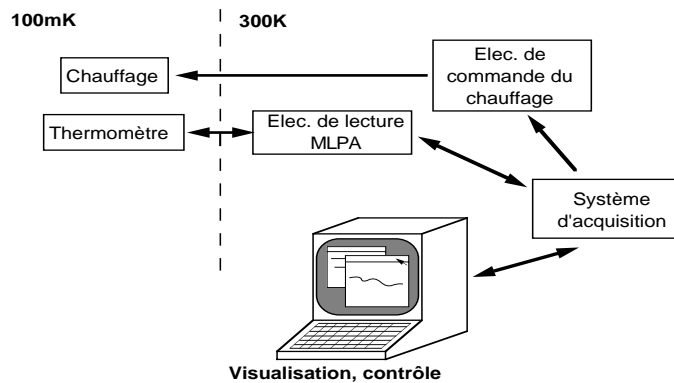 100mK
300K
Chauffage
Elec. de
commande du
chauffage
Thermomètre
Elec. de lecture
MLPA
Système
d'acquisition
Visualisation, contrôle